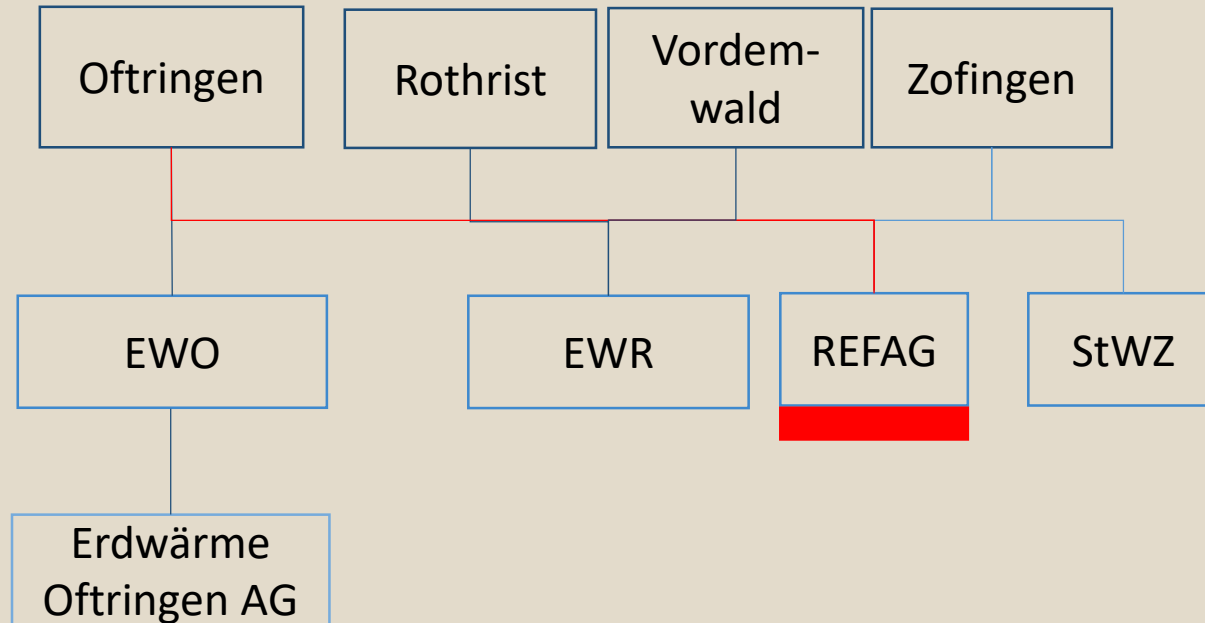 Oftringen
Rothrist
Vordem-
wald
Zofingen
EWO
EWR
REFAG
StWZ
Erdwärme
Oftringen AG